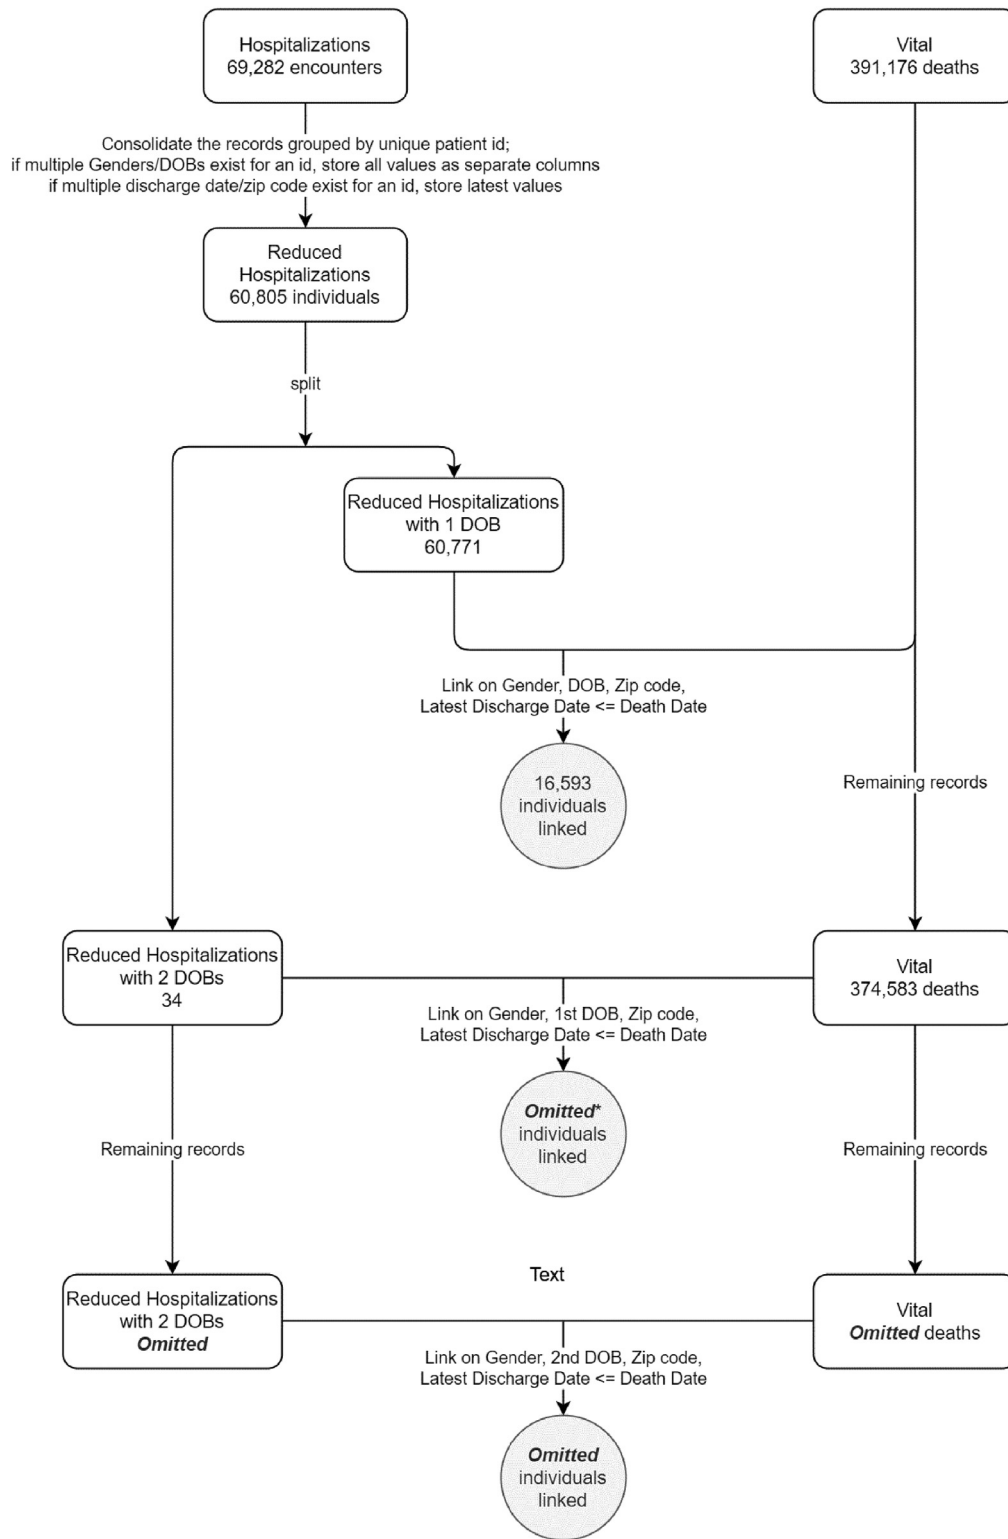 Hospitalizations
69,282 encounters
Vital
391,176 deaths
Consolidate the records grouped by unique patient id;
if multiple Genders/DOBs exist for an id, store all values as separate columns
if multiple discharge date/zip code exist for an id, store latest values
Reduced
Hospitalizations
60,805 individuals
split
Reduced Hospitalizations
with 1 DOB
60,771
Link on Gender, DOB, Zip code,
Latest Discharge Date <= Death Date
16,593
individuals
linked
Remaining records
Reduced Hospitalizations
with 2 DOBs
34
Vital
374,583 deaths
Link on Gender, 1st DOB, Zip code,
Latest Discharge Date <= Death Date
Omitted*
individuals
linked
Remaining records
Remaining records
Text
Reduced Hospitalizations
with 2 DOBs
Omitted
Vital
Omitted deaths
Link on Gender, 2nd DOB, Zip code,
Latest Discharge Date <= Death Date
Omitted
individuals
linked